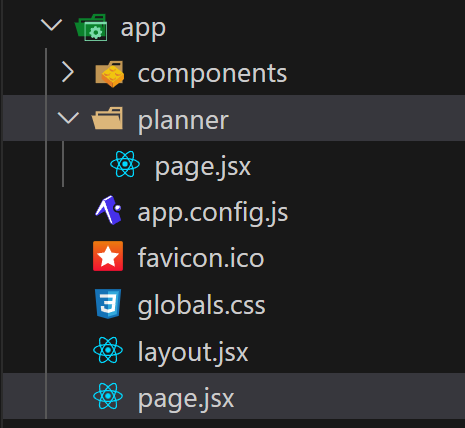 app
components
planner
page.jsx
app.config.js
favicon.ico
globals.css
layout.jsx
page.jsx